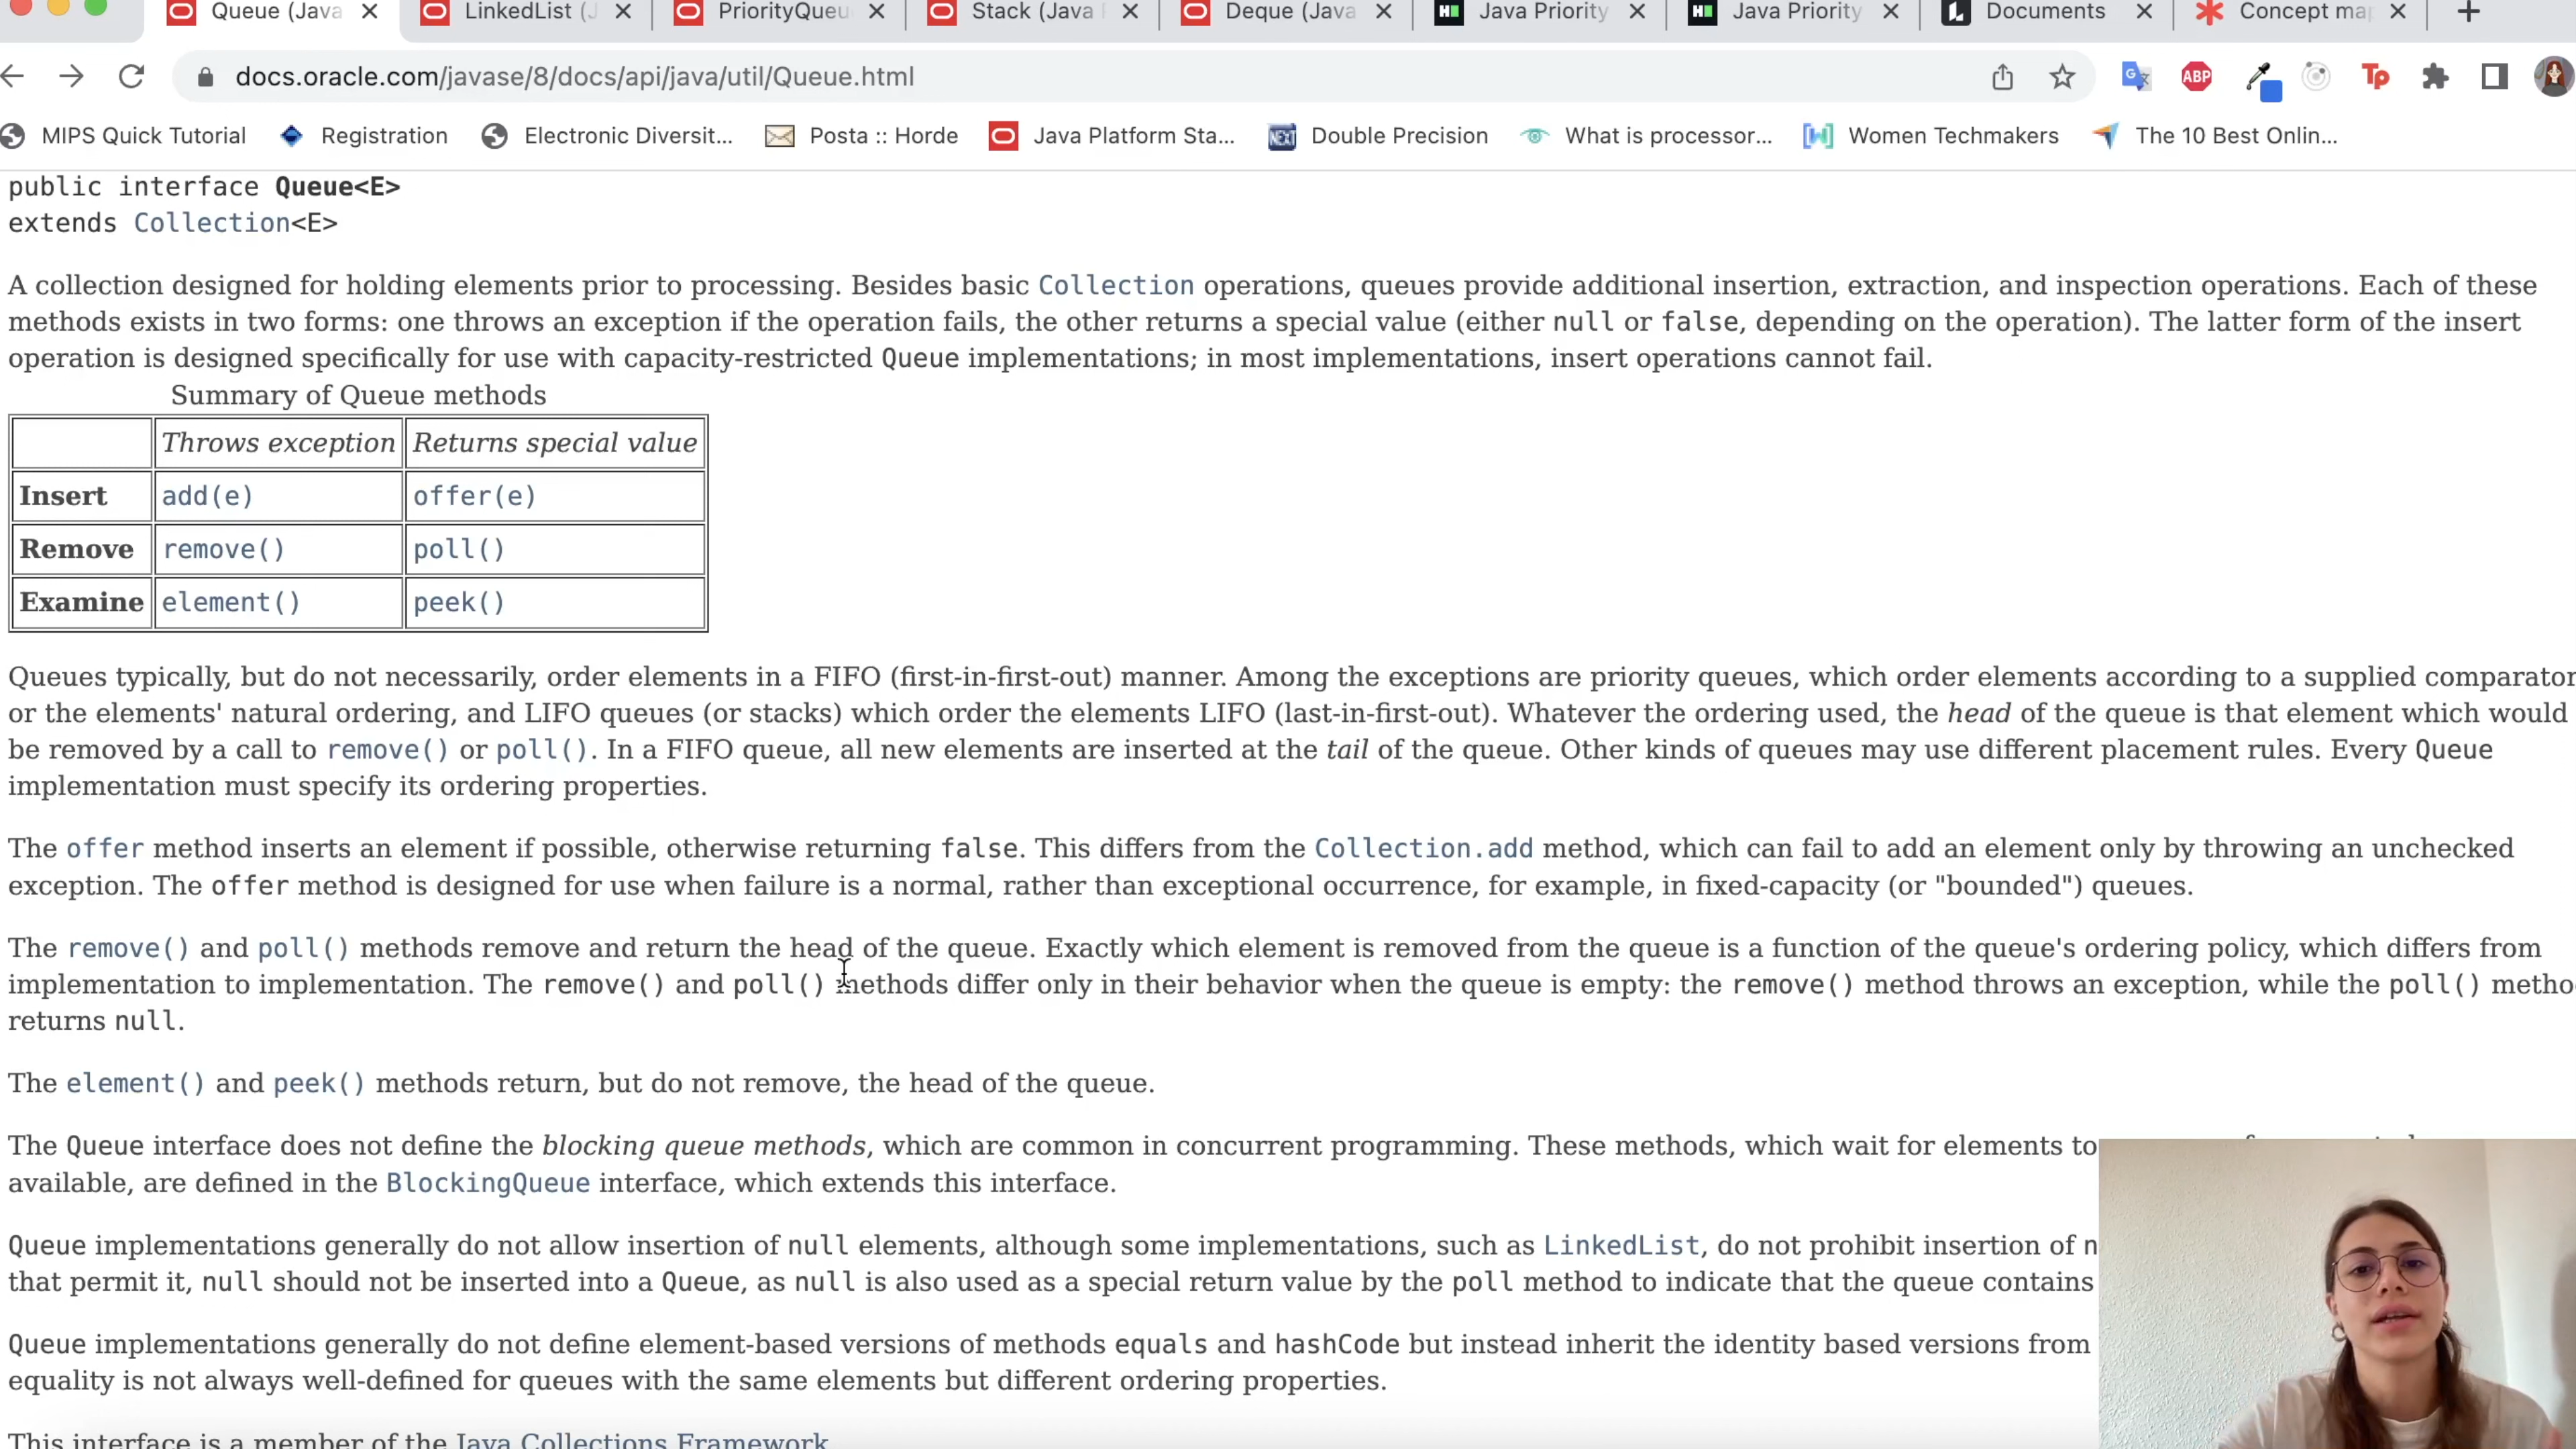 Queue (Java
LinkedList (J
PriorityQueu
Stack (Java
Deque (Java
Java Priority
Java Priority
Documents
Concept map
docs.oracle.com/javase/8/docs/api/java/util/Queue.html
ABP
Tp
MIPS Quick Tutorial
Registration
Electronic Diversit...
Posta :: Horde
Java Platform Sta...
NEXT Double Precision
What is processor...
Women Techmakers
The 10 Best Onlin...
public interface Queue<E>
extends Collection<E>
A collection designed for holding elements prior to processing. Besides basic Collection operations, queues provide additional insertion, extraction, and inspection operations. Each of these
methods exists in two forms: one throws an exception if the operation fails, the other returns a special value (either null or false, depending on the operation). The latter form of the insert
operation is designed specifically for use with capacity-restricted Queue implementations; in most implementations, insert operations cannot fail.
Summary of Queue methods
Throws exception Returns special value
Insert add(e) offer(e)
Remove remove() poll()
Examine element() peek()
Queues typically, but do not necessarily, order elements in a FIFO (first-in-first-out) manner. Among the exceptions are priority queues, which order elements according to a supplied comparator
or the elements' natural ordering, and LIFO queues (or stacks) which order the elements LIFO (last-in-first-out). Whatever the ordering used, the head of the queue is that element which would
be removed by a call to remove() or poll(). In a FIFO queue, all new elements are inserted at the tail of the queue. Other kinds of queues may use different placement rules. Every Queue
implementation must specify its ordering properties.
The offer method inserts an element if possible, otherwise returning false. This differs from the Collection.add method, which can fail to add an element only by throwing an unchecked
exception. The offer method is designed for use when failure is a normal, rather than exceptional occurrence, for example, in fixed-capacity (or "bounded") queues.
The remove() and poll() methods remove and return the head of the queue. Exactly which element is removed from the queue is a function of the queue's ordering policy, which differs from
implementation to implementation. The remove() and poll() methods differ only in their behavior when the queue is empty: the remove() method throws an exception, while the poll() metho
returns null.
The element() and peek() methods return, but do not remove, the head of the queue.
The Queue interface does not define the blocking queue methods, which are common in concurrent programming. These methods, which wait for elements to
available, are defined in the BlockingQueue interface, which extends this interface.
Queue implementations generally do not allow insertion of null elements, although some implementations, such as LinkedList, do not prohibit insertion of n
that permit it, null should not be inserted into a Queue, as null is also used as a special return value by the poll method to indicate that the queue contains
Queue implementations generally do not define element-based versions of methods equals and hashCode but instead inherit the identity based versions from
equality is not always well-defined for queues with the same elements but different ordering properties.
This interface is a member of the Java Collections Framework